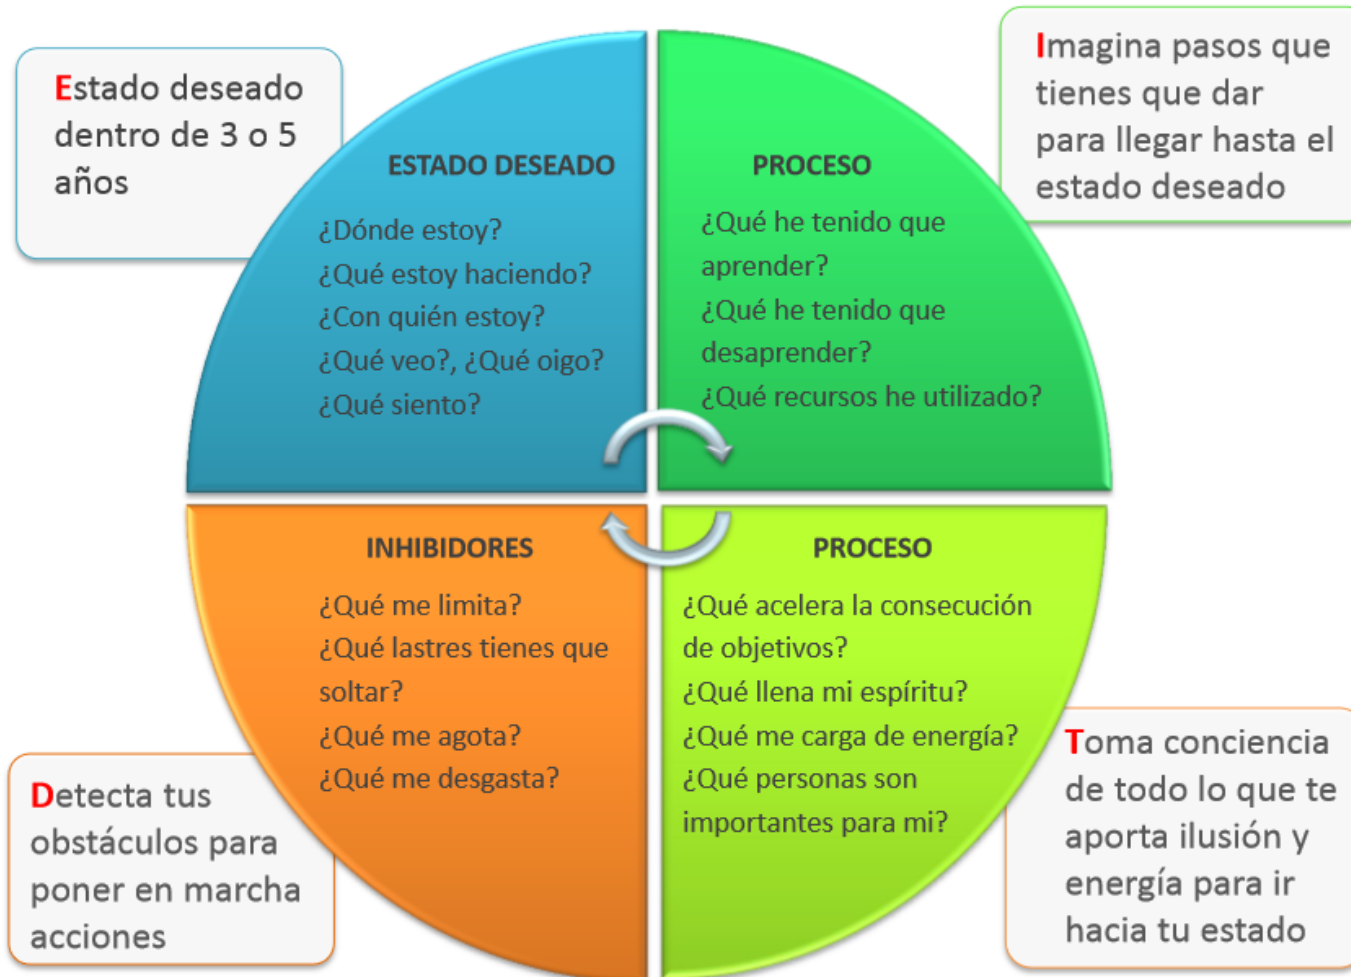 Estado deseado
dentro de 3 o 5
años
Imagina pasos que
tienes que dar
para llegar hasta el
estado deseado
ESTADO DESEADO
¿Dónde estoy?
¿Qué estoy haciendo?
¿Con quién estoy?
¿Qué veo?, ¿Qué oigo?
¿Qué siento?
PROCESO
¿Qué he tenido que
aprender?
¿Qué he tenido que
desaprender?
¿Qué recursos he utilizado?
INHIBIDORES
¿Qué me limita?
¿Qué lastres tienes que
soltar?
¿Qué me agota?
¿Qué me desgasta?
PROCESO
¿Qué acelera la consecución
de objetivos?
¿Qué llena mi espíritu?
¿Qué me carga de energía?
¿Qué personas son
importantes para mi?
Detecta tus
obstáculos para
poner en marcha
acciones
Toma conciencia
de todo lo que te
aporta ilusión y
energía para ir
hacia tu estado